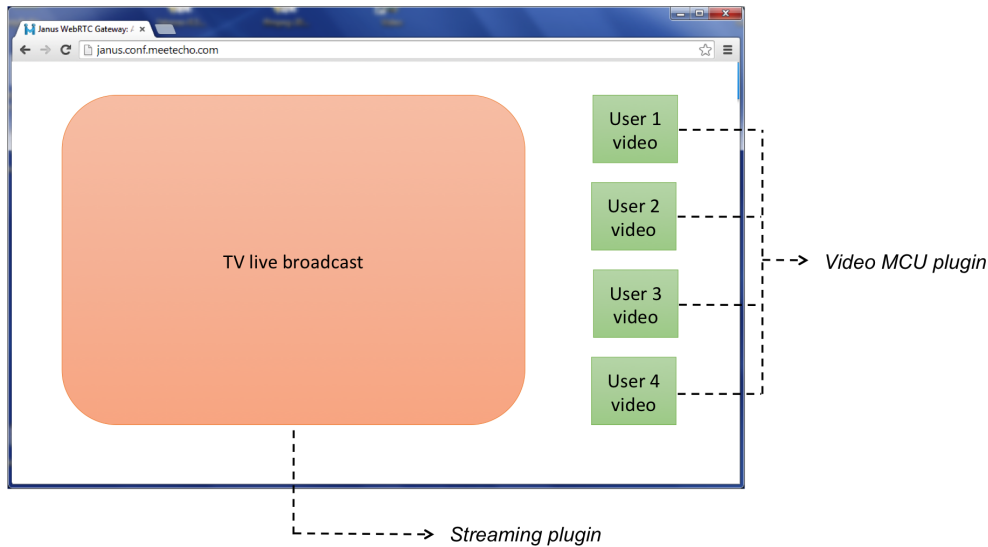 Janus WebRTC Gateway: A
janus.conf.meetecho.com
User 1
video
User 2
video
TV live broadcast
Video MCU plugin
User 3
video
User 4
video
Streaming plugin